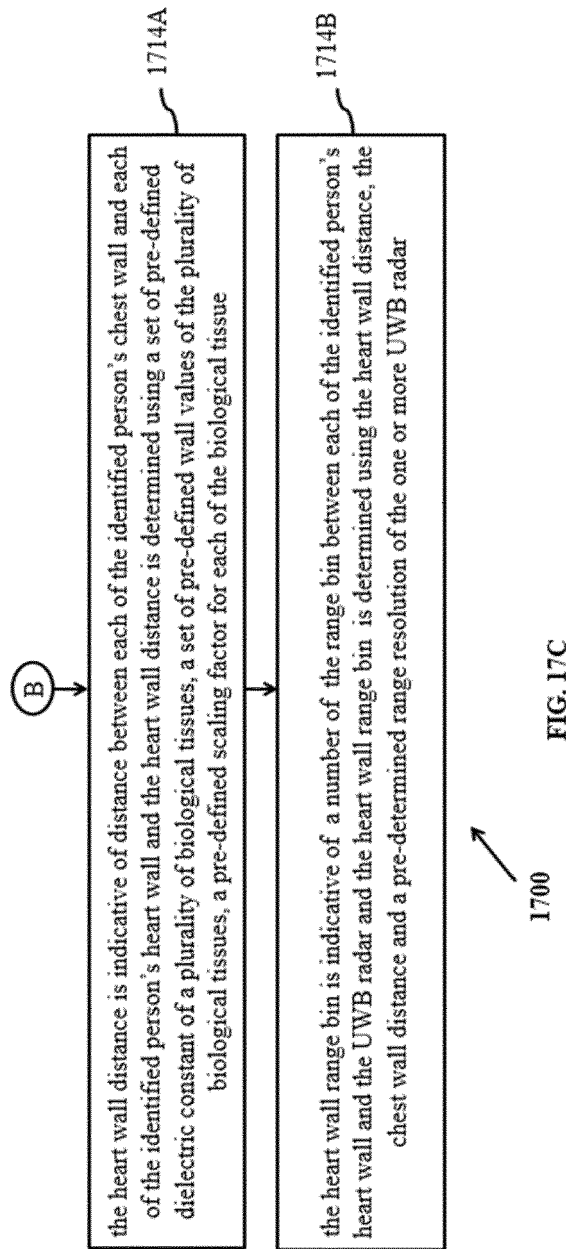 B
the heart wall distance is indicative of distance between each of the identified person's chest wall and each
of the identified person's heart wall and the heart wall distance is determined using a set of pre-defined
dielectric constant of a plurality of biological tissues, a set of pre-defined wall values of the plurality of
biological tissues, a pre-defined scaling factor for each of the biological tissue
1714A
the heart wall range bin is indicative of a number of the range bin between each of the identified person's
heart wall and the UWB radar and the heart wall range bin is determined using the heart wall distance, the
chest wall distance and a pre-determined range resolution of the one or more UWB radar
1714B
1700
FIG. 17C